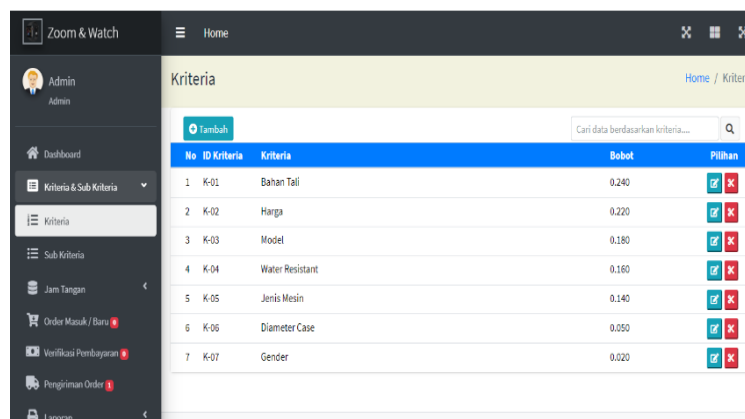 Zoom & Watch
Home
Admin
Admin
Kriteria
Home / Kriter
Dashboard
Kriteria & Sub Kriteria
Kriteria
Sub Kriteria
Jam Tangan
Order Masuk / Baru 0
Verifikasi Pembayaran 0
Pengiriman Order 1
Laporan
Tambah
Cari data berdasarkan kriteria....
No ID Kriteria Kriteria Bobot Pilihan
1 K-01 Bahan Tali 0.240
2 K-02 Harga 0.220
3 K-03 Model 0.180
4 K-04 Water Resistant 0.160
5 K-05 Jenis Mesin 0.140
6 K-06 Diameter Case 0.050
7 K-07 Gender 0.020